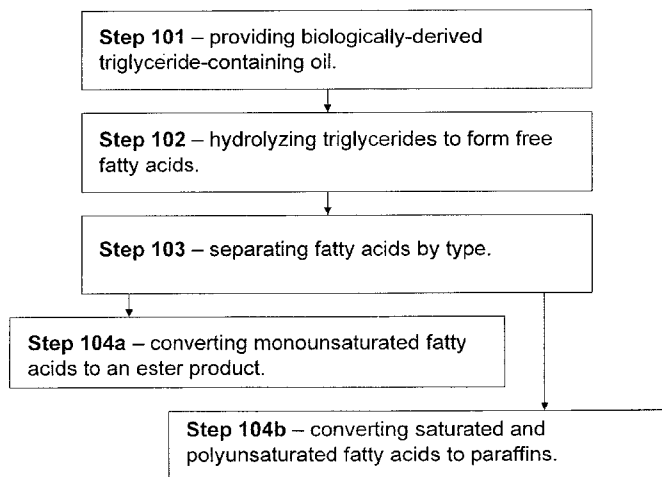 Step 101 – providing biologically-derived
triglyceride-containing oil.
Step 102 – hydrolyzing triglycerides to form free
fatty acids.
Step 103 – separating fatty acids by type.
Step 104a – converting monounsaturated fatty
acids to an ester product.
Step 104b – converting saturated and
polyunsaturated fatty acids to paraffins.